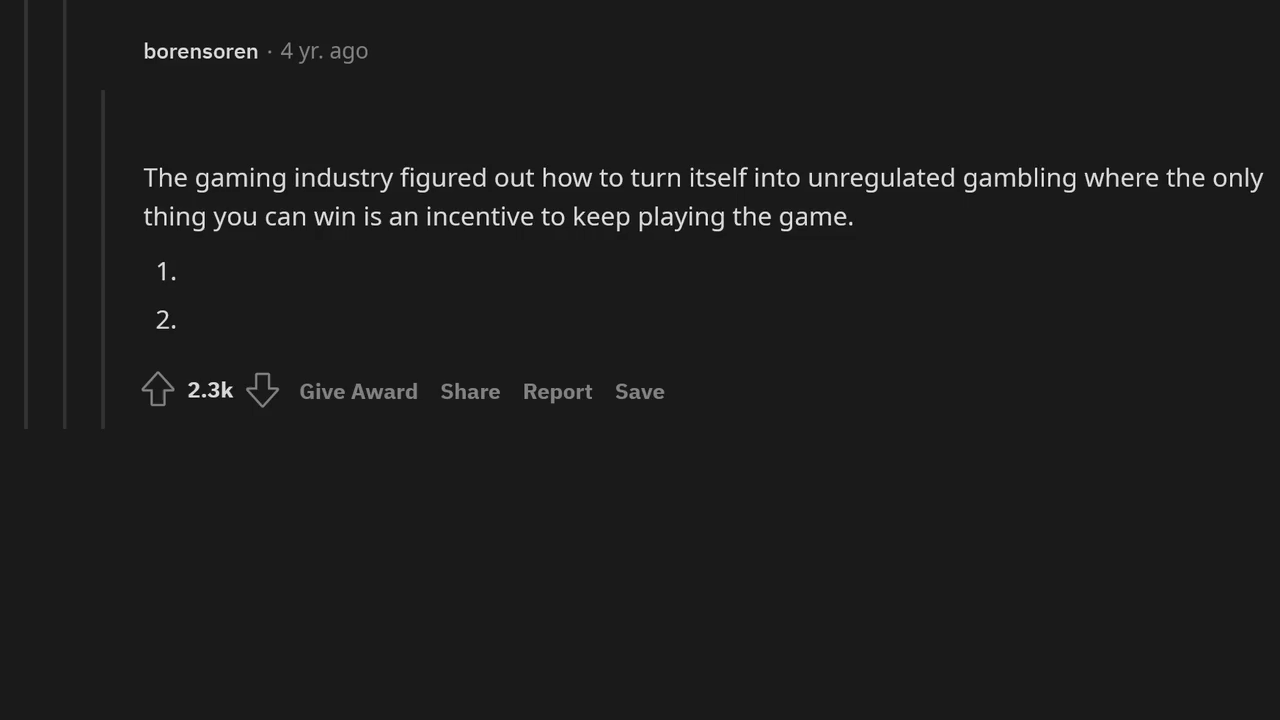 borensoren · 4 yr. ago
The gaming industry figured out how to turn itself into unregulated gambling where the only
thing you can win is an incentive to keep playing the game.
1.
2.
2.3k Give Award Share Report Save